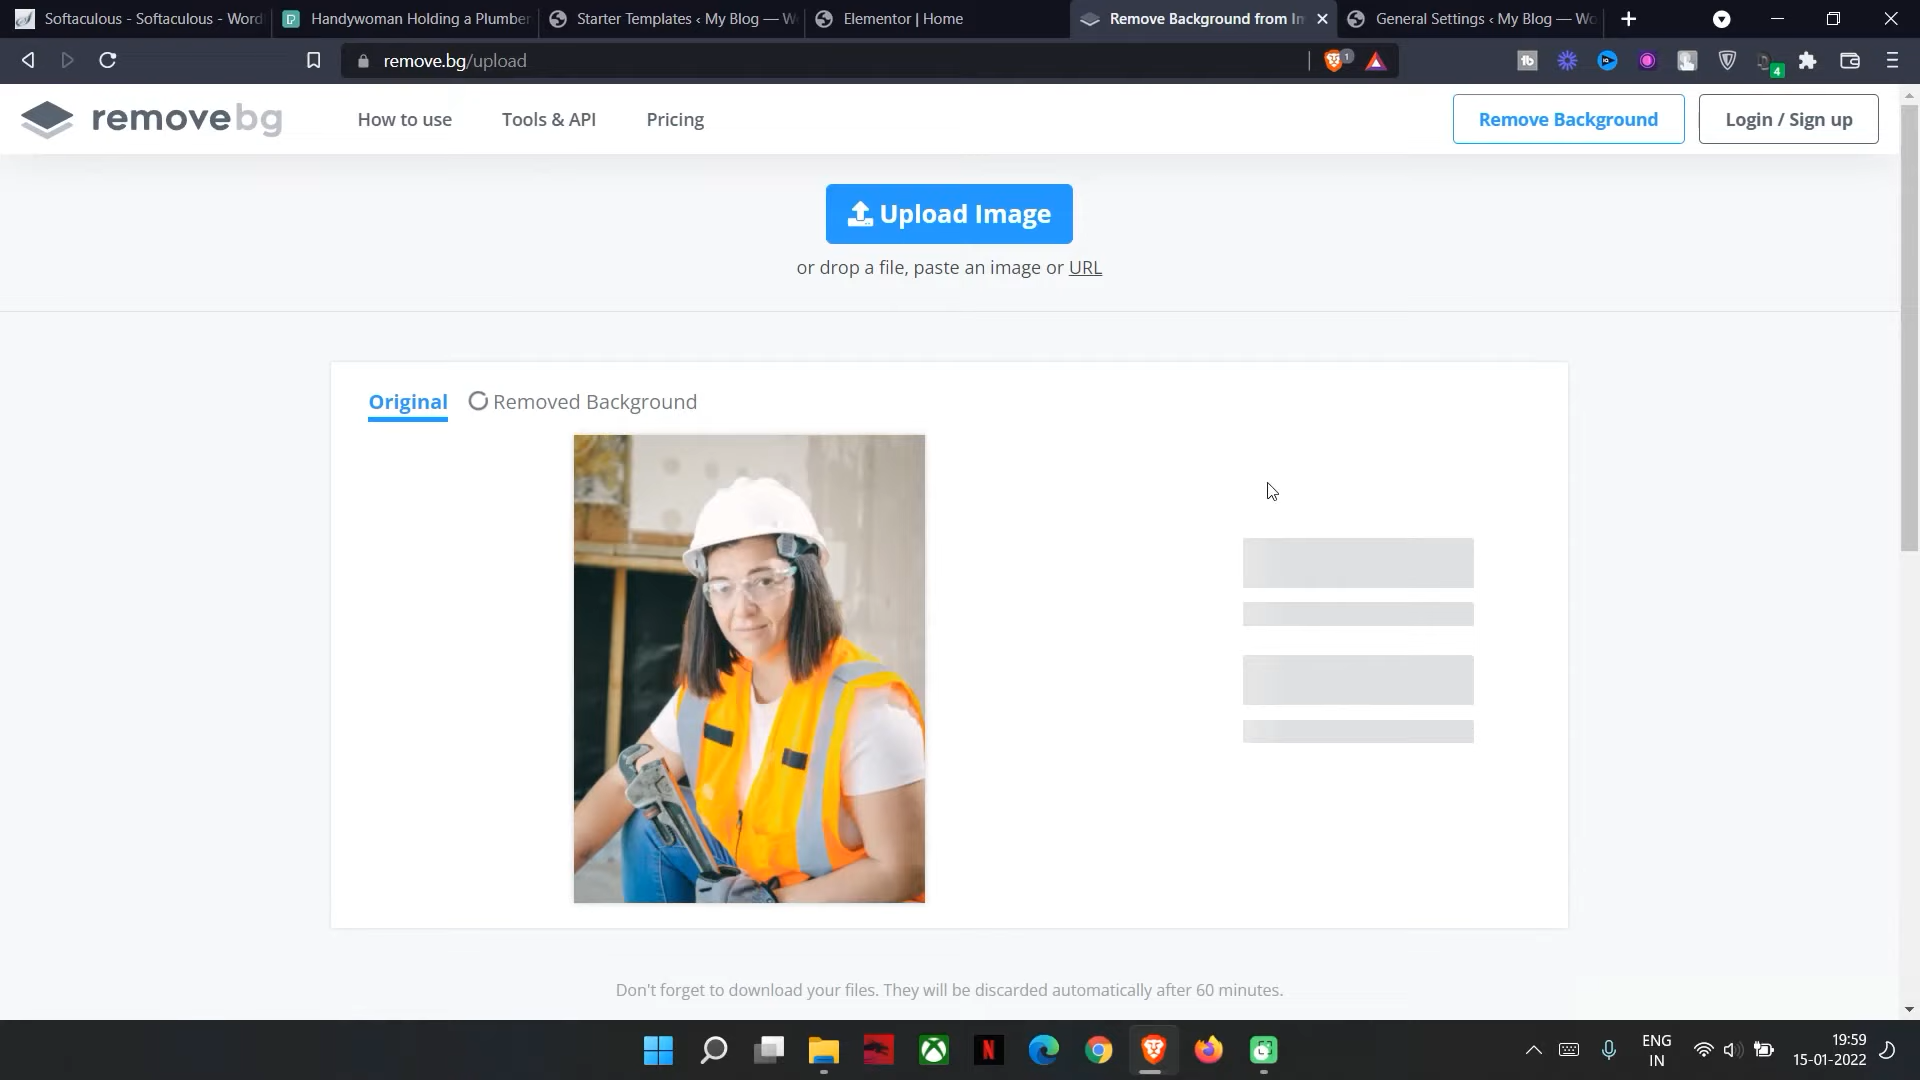 Softaculous - Softaculous - Word
Handywoman Holding a Plumber
Starter Templates ‹ My Blog — W
Elementor | Home
Remove Background from Im
General Settings ‹ My Blog — Wo
remove.bg/upload
1
4
removebg
How to use
Tools & API
Pricing
Remove Background
Login / Sign up
Upload Image
or drop a file, paste an image or URL
Original
Removed Background
Don't forget to download your files. They will be discarded automatically after 60 minutes.
ENG
IN
19:59
15-01-2022